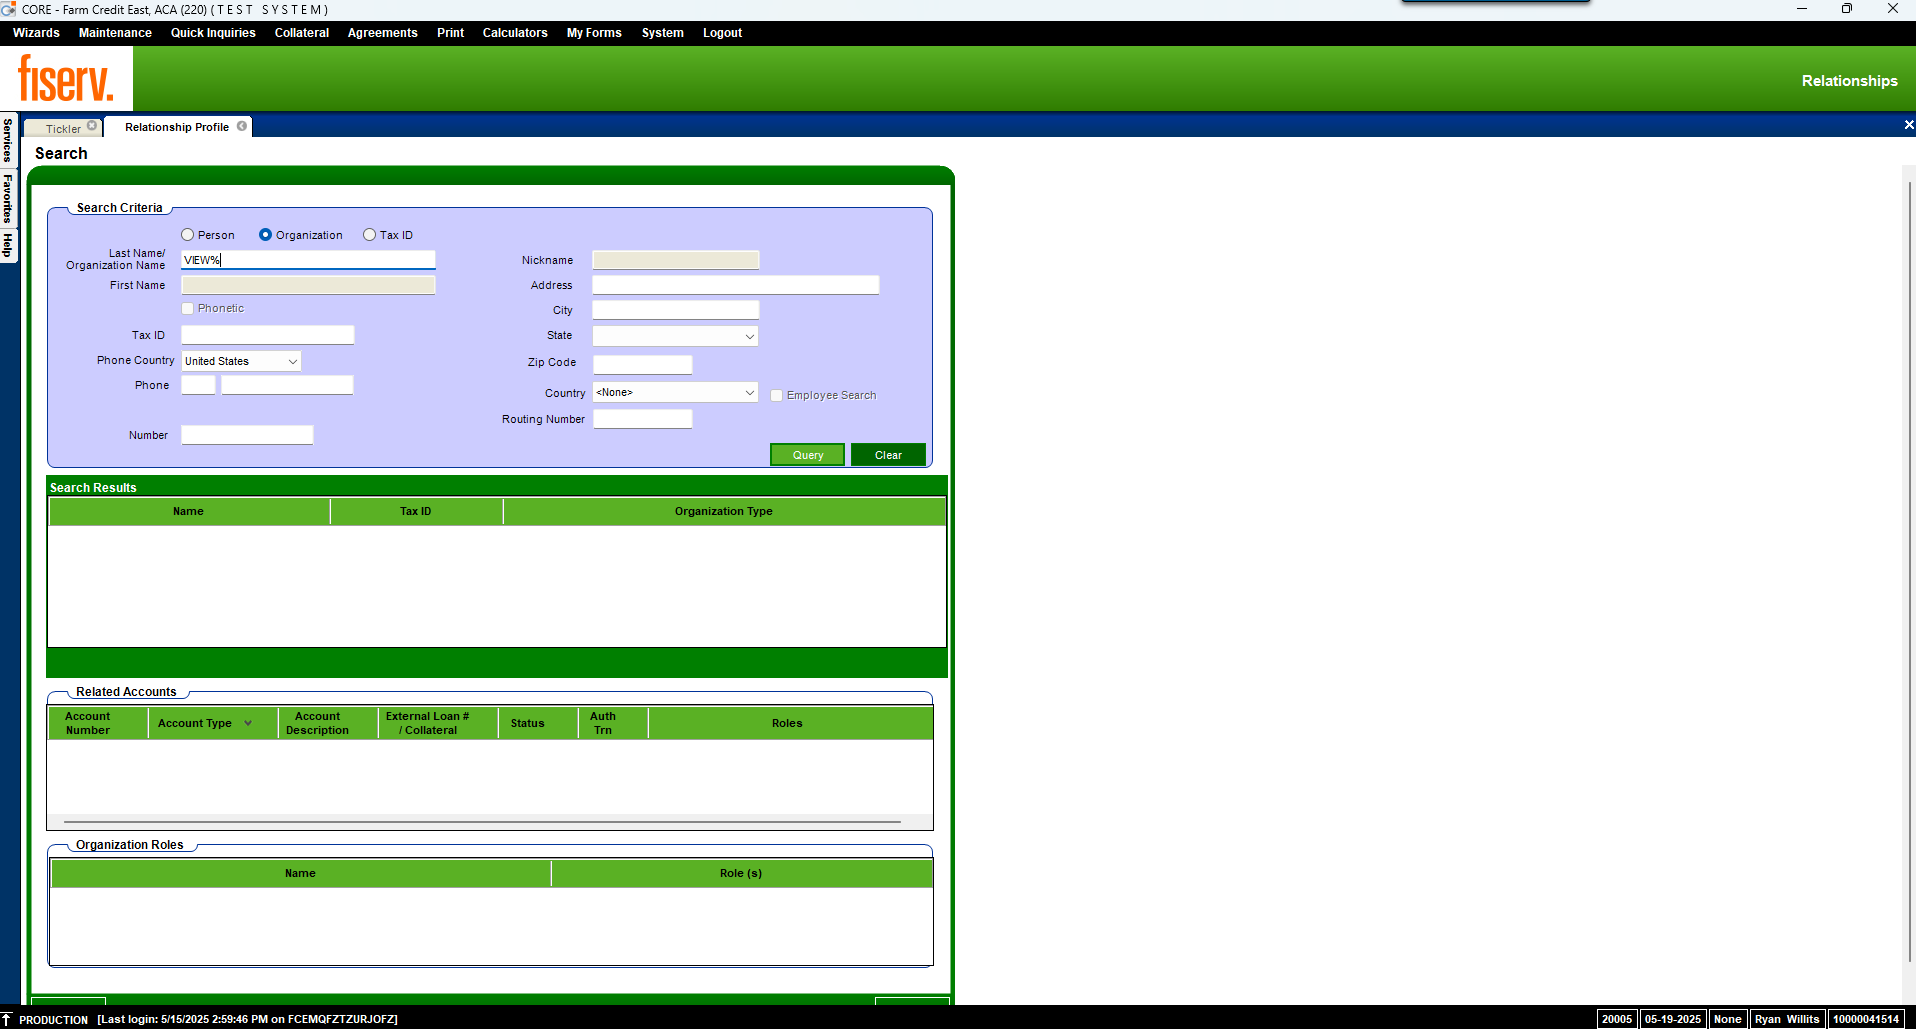 CORE - Farm Credit East, ACA (220) ( T E S T   S Y S T E M )
Wizards Maintenance Quick Inquiries Collateral Agreements Print Calculators My Forms System Logout
fiserv.
Relationships
Services
Favorites
Help
Tickler
Relationship Profile
Search
Search Criteria
Person Organization Tax ID
Last Name/
Organization Name
VIEW%
First Name
Phonetic
Tax ID
Phone Country United States
Phone
Number
Nickname
Address
City
State
Zip Code
Country <None> Employee Search
Routing Number
Query Clear
Search Results
Name Tax ID Organization Type
Related Accounts
Account
Number
Account Type
Account
Description
External Loan #
/ Collateral
Status
Auth
Trn
Roles
Organization Roles
Name Role (s)
PRODUCTION [Last login: 5/15/2025 2:59:46 PM on FCEMQFZTZURJOFZ] 20005 05-19-2025 None Ryan Willits 10000041514